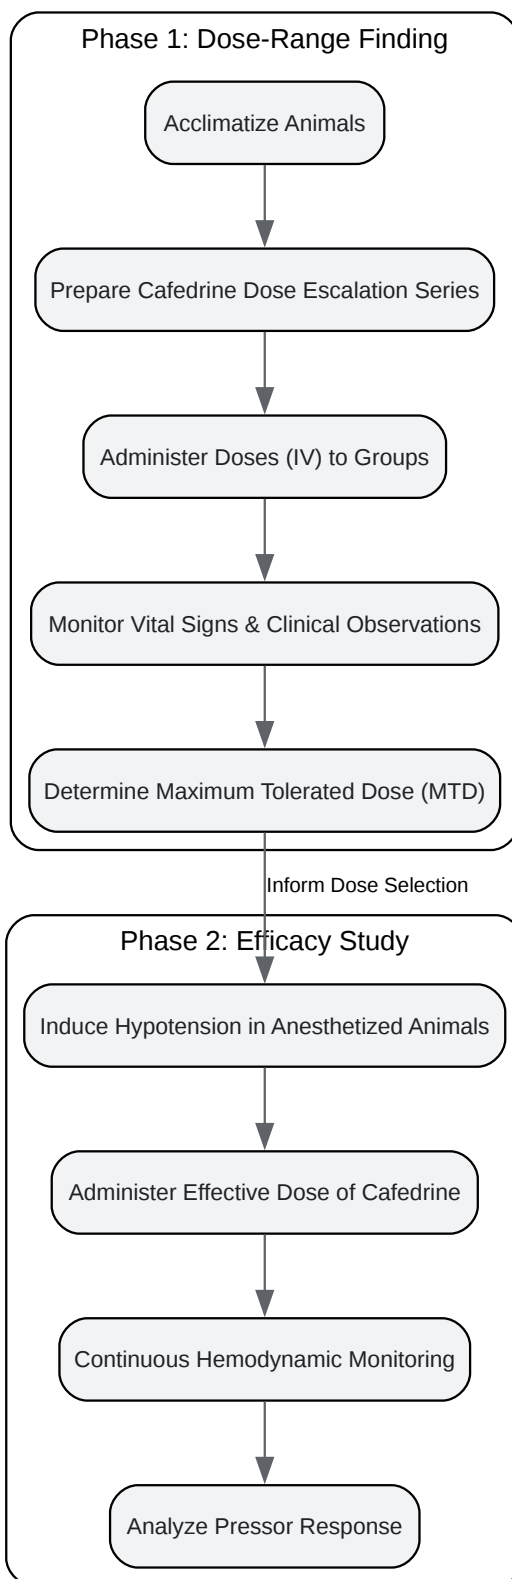 Phase 1: Dose-Range Finding
Acclimatize Animals
Prepare Cafedrine Dose Escalation Series
Administer Doses (IV) to Groups
Monitor Vital Signs & Clinical Observations
Determine Maximum Tolerated Dose (MTD)
Inform Dose Selection
Phase 2: Efficacy Study
Induce Hypotension in Anesthetized Animals
Administer Effective Dose of Cafedrine
Continuous Hemodynamic Monitoring
Analyze Pressor Response